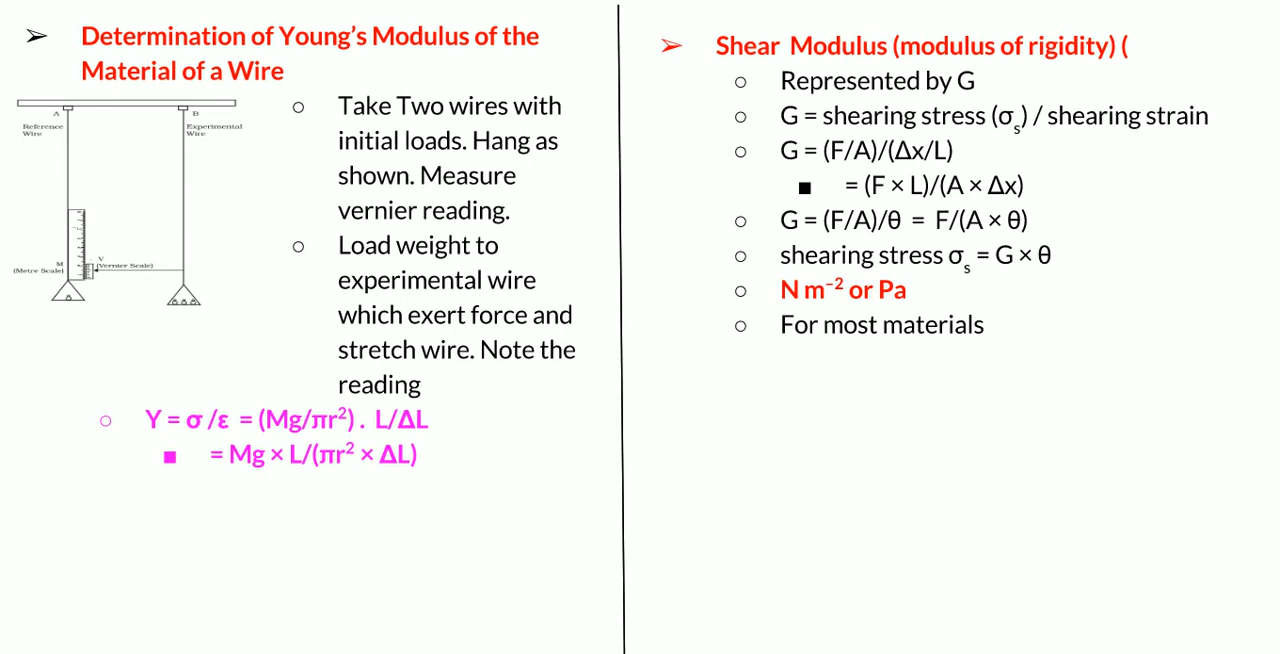 ➢ Determination of Young's Modulus of the
Material of a Wire
A
B
Reference
Wire
Experimental
Wire
M
(Metre Scale)
V
(Vernier Scale)
○ Take Two wires with
initial loads. Hang as
shown. Measure
vernier reading.
○ Load weight to
experimental wire
which exert force and
stretch wire. Note the
reading
○ Y = σ /ε = (Mg/πr²) . L/ΔL
■ = Mg × L/(πr² × ΔL)
➢ Shear Modulus (modulus of rigidity) (
○ Represented by G
○ G = shearing stress (σₛ) / shearing strain
○ G = (F/A)/(Δx/L)
■ = (F × L)/(A × Δx)
○ G = (F/A)/θ = F/(A × θ)
○ shearing stress σₛ = G × θ
○ N m⁻² or Pa
○ For most materials